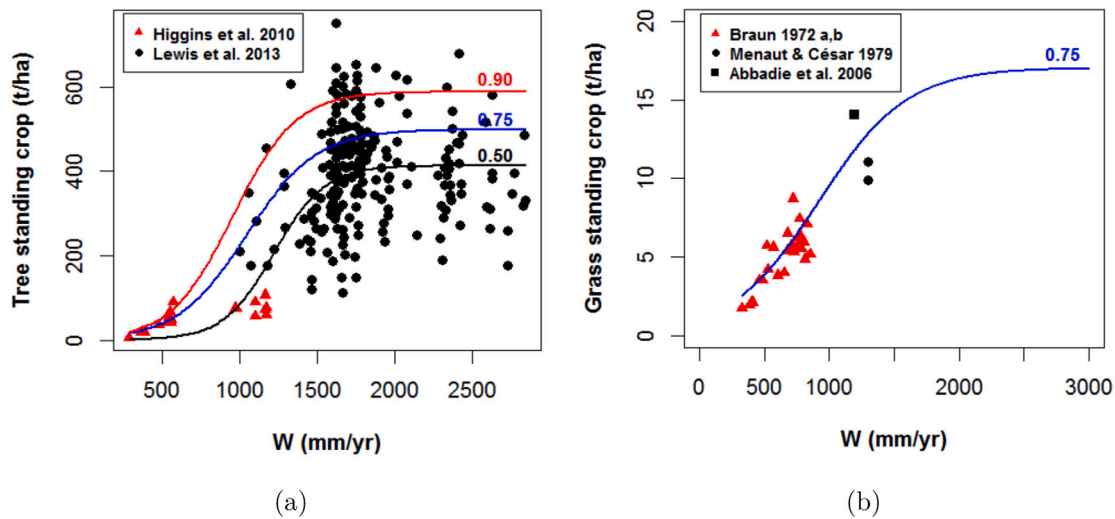 Higgins et al. 2010
Lewis et al. 2013
0.90
0.75
0.50
Tree standing crop (t/ha)
0
200
400
600
500
1000
1500
2000
2500
W (mm/yr)
(a)
Braun 1972 a,b
Menaut & César 1979
Abbadie et al. 2006
0.75
Grass standing crop (t/ha)
0
5
10
15
20
0
500
1000
2000
3000
W (mm/yr)
(b)